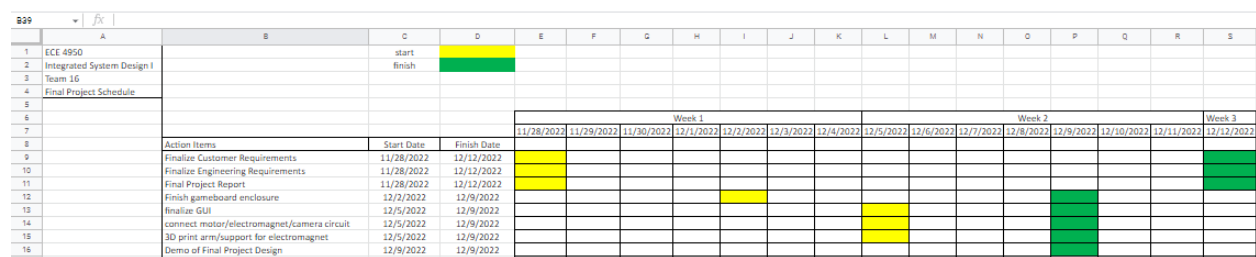 B39 fx
A B C D E F G H I J K L M N O P Q R S
1 ECE 4950 start
2 Integrated System Design I finish
3 Team 16
4 Final Project Schedule
5
6 Week 1 Week 2 Week 3
7 11/28/2022 11/29/2022 11/30/2022 12/1/2022 12/2/2022 12/3/2022 12/4/2022 12/5/2022 12/6/2022 12/7/2022 12/8/2022 12/9/2022 12/10/2022 12/11/2022 12/12/2022
8 Action Items Start Date Finish Date
9 Finalize Customer Requirements 11/28/2022 12/12/2022
10 Finalize Engineering Requirements 11/28/2022 12/12/2022
11 Final Project Report 11/28/2022 12/12/2022
12 Finish gameboard enclosure 12/2/2022 12/9/2022
13 finalize GUI 12/5/2022 12/9/2022
14 connect motor/electromagnet/camera circuit 12/5/2022 12/9/2022
15 3D print arm/support for electromagnet 12/5/2022 12/9/2022
16 Demo of Final Project Design 12/9/2022 12/9/2022